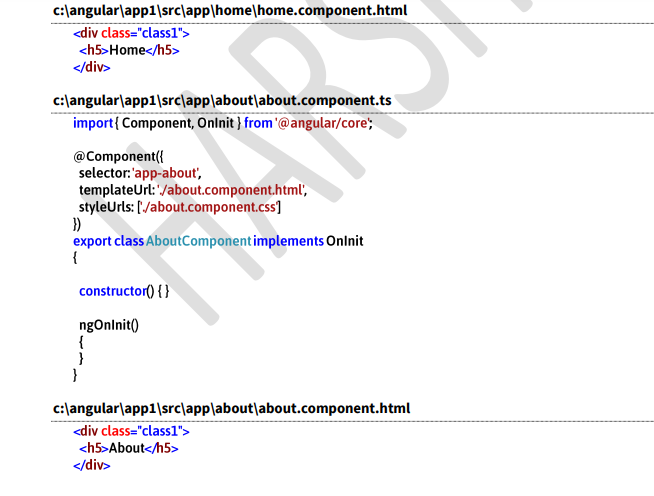 c:\angular\app1\src\app\home\home.component.html
<div class="class1">
<h5>Home</h5>
</div>
c:\angular\app1\src\app\about\about.component.ts
import { Component, OnInit } from '@angular/core';
@Component({
selector: 'app-about',
templateUrl: './about.component.html',
styleUrls: ['./about.component.css']
})
export class AboutComponent implements OnInit
{
constructor() { }
ngOnInit()
{
}
}
c:\angular\app1\src\app\about\about.component.html
<div class="class1">
<h5>About</h5>
</div>